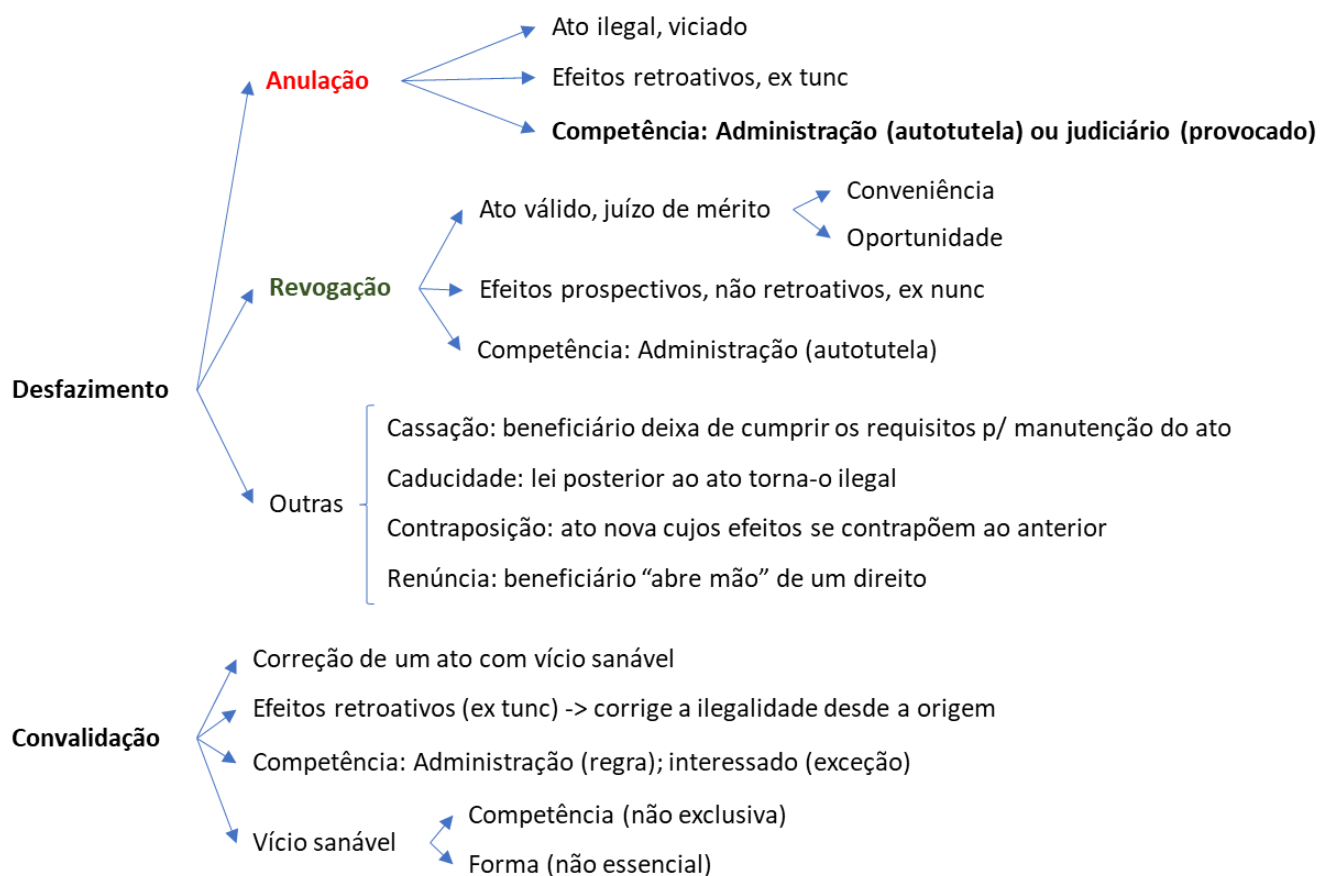 Ato ilegal, viciado
Anulação
Efeitos retroativos, ex tunc
Competência: Administração (autotutela) ou judiciário (provocado)
Conveniência
Ato válido, juízo de mérito
Oportunidade
Revogação
Efeitos prospectivos, não retroativos, ex nunc
Competência: Administração (autotutela)
Desfazimento
Cassação: beneficiário deixa de cumprir os requisitos p/ manutenção do ato
Caducidade: lei posterior ao ato torna-o ilegal
Outras
Contraposição: ato nova cujos efeitos se contrapõem ao anterior
Renúncia: beneficiário “abre mão” de um direito
Correção de um ato com vício sanável
Efeitos retroativos (ex tunc) -> corrige a ilegalidade desde a origem
Convalidação
Competência: Administração (regra); interessado (exceção)
Competência (não exclusiva)
Vício sanável
Forma (não essencial)